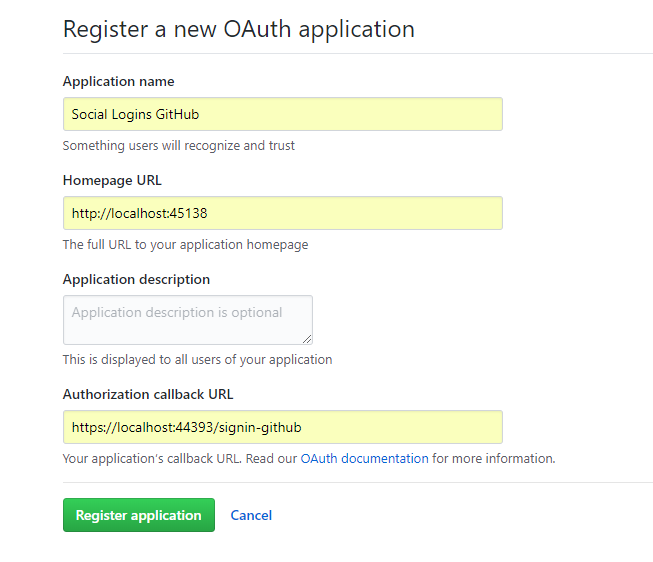 Register a new OAuth application
Application name
Social Logins GitHub
Something users will recognize and trust
Homepage URL
http://localhost:45138
The full URL to your application homepage
Application description
Application description is optional
This is displayed to all users of your application
Authorization callback URL
https://localhost:44393/signin-github
Your application's callback URL. Read our OAuth documentation for more information.
Register application Cancel